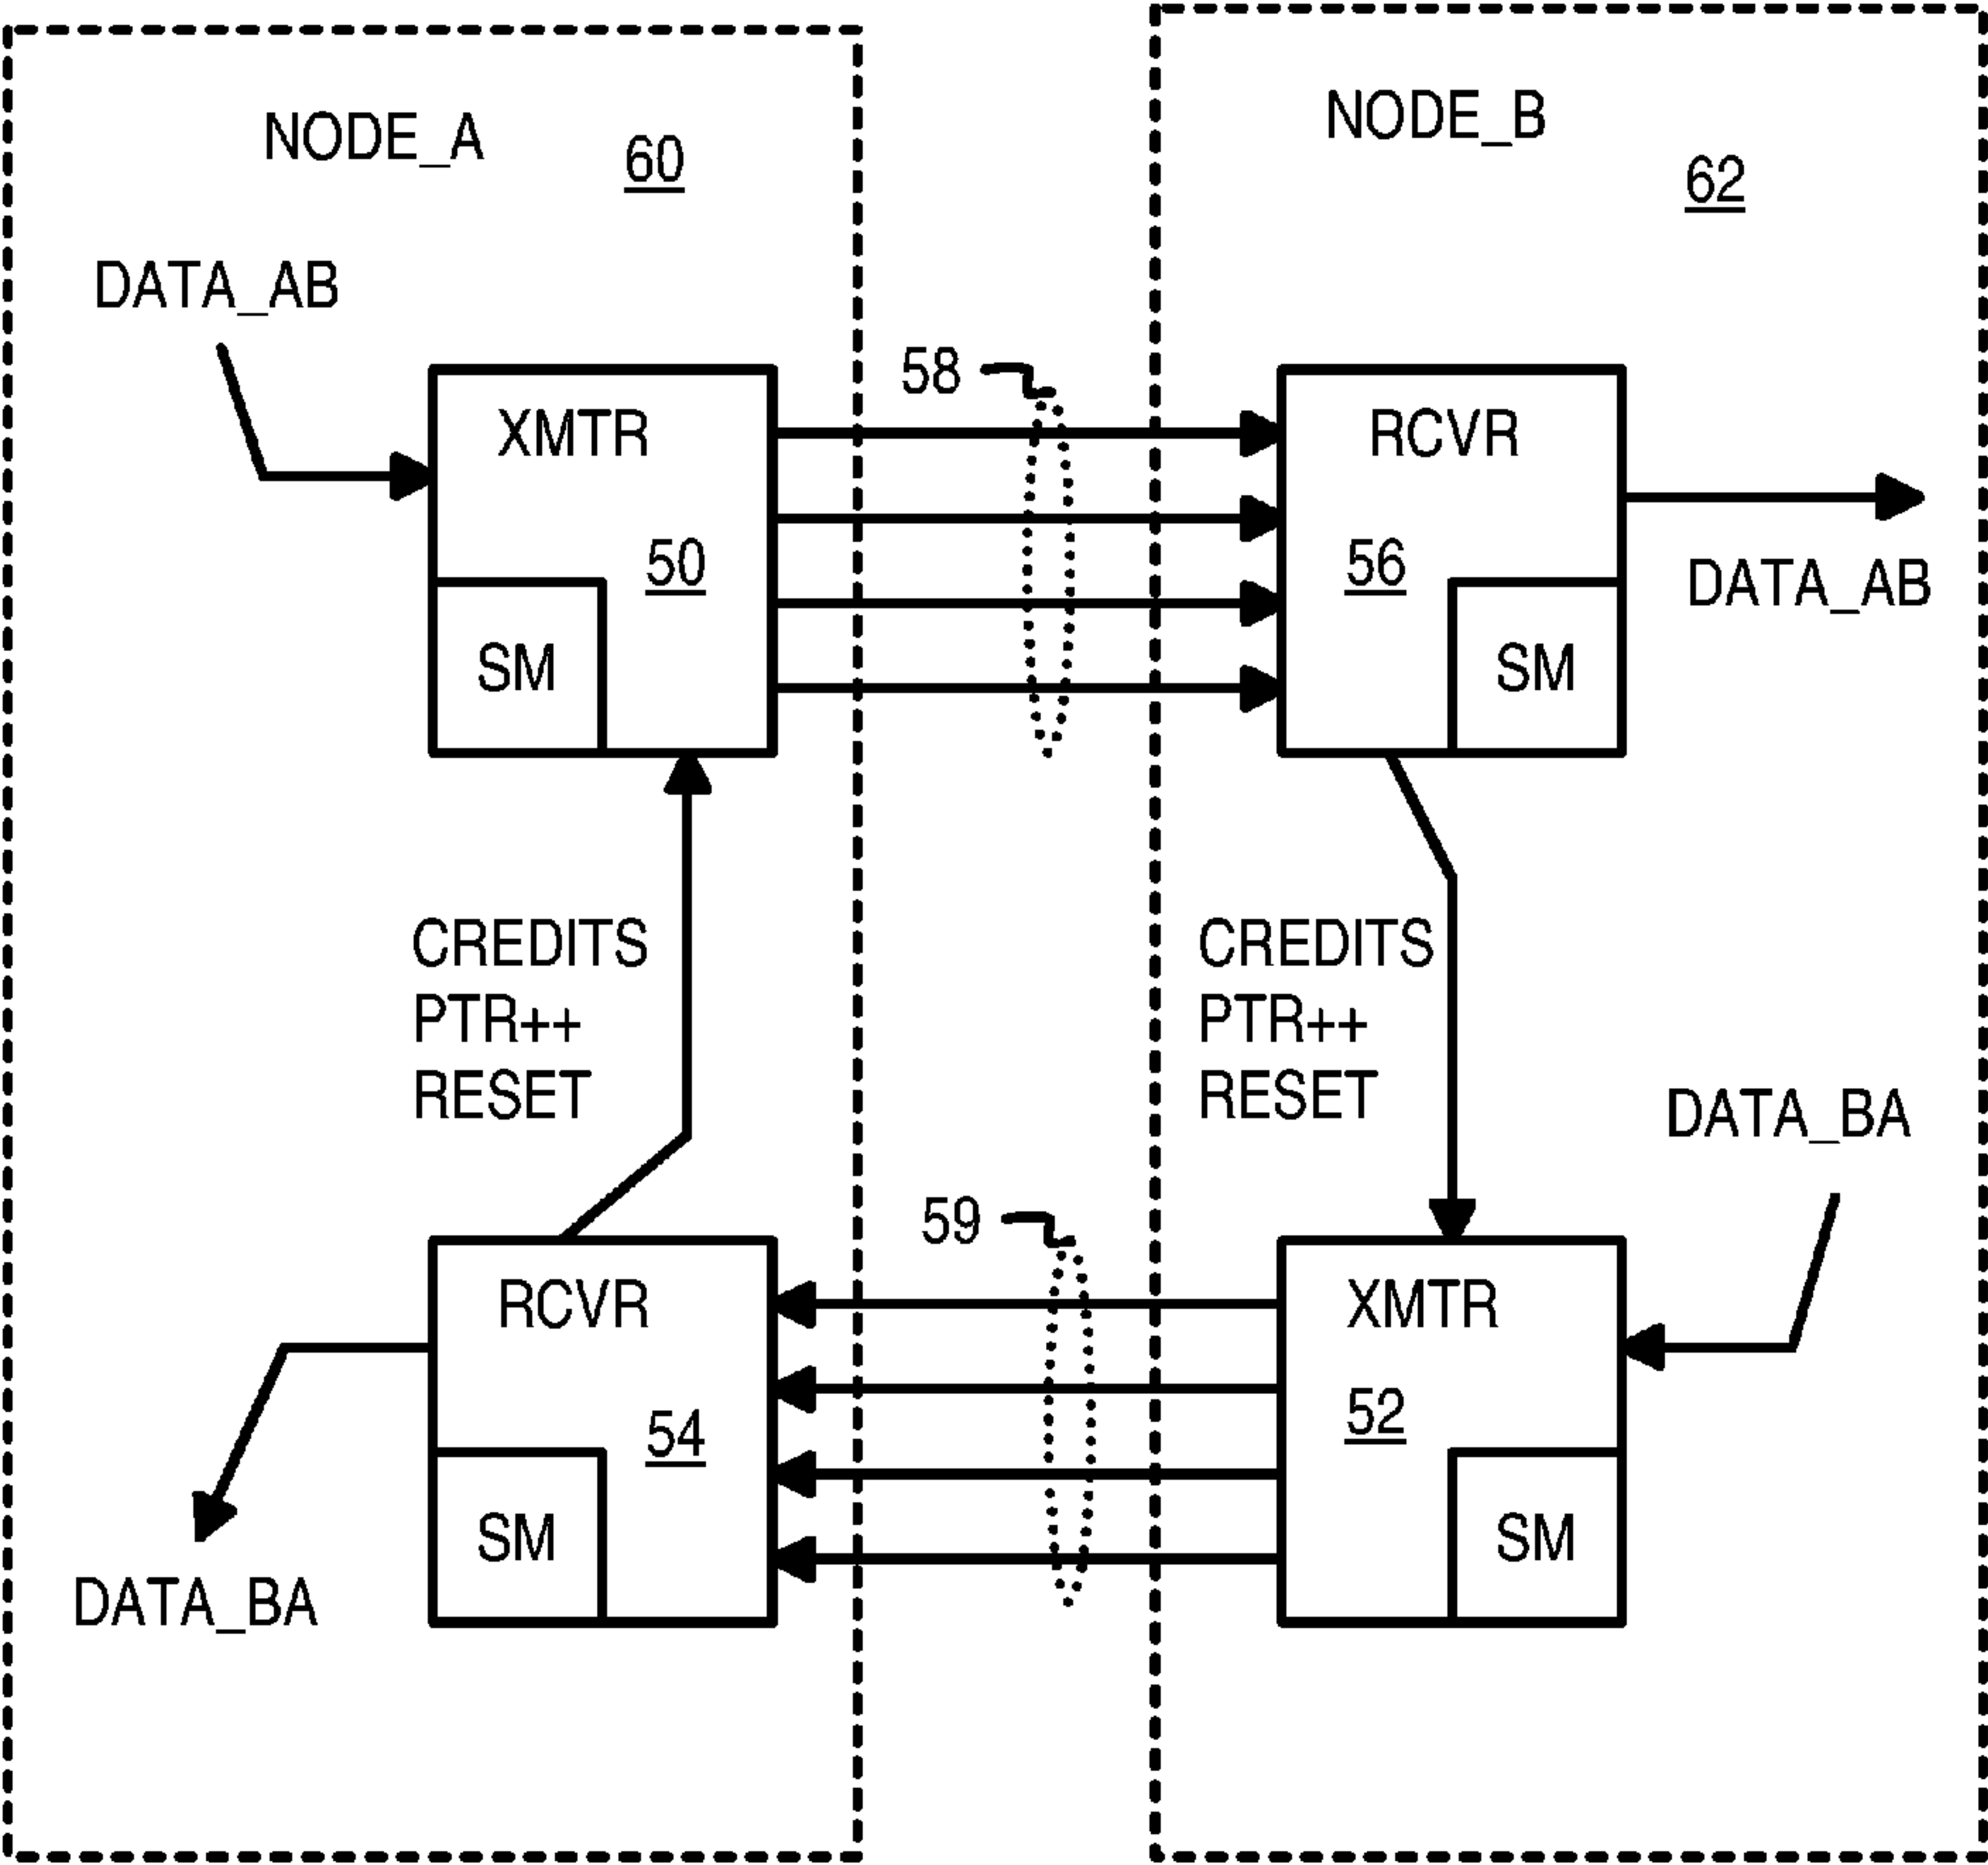 NODE_A
60
NODE_B
62
DATA_AB
58
XMTR
50
SM
RCVR
56
SM
DATA_AB
CREDITS
PTR++
RESET
CREDITS
PTR++
RESET
DATA_BA
59
RCVR
54
SM
XMTR
52
SM
DATA_BA